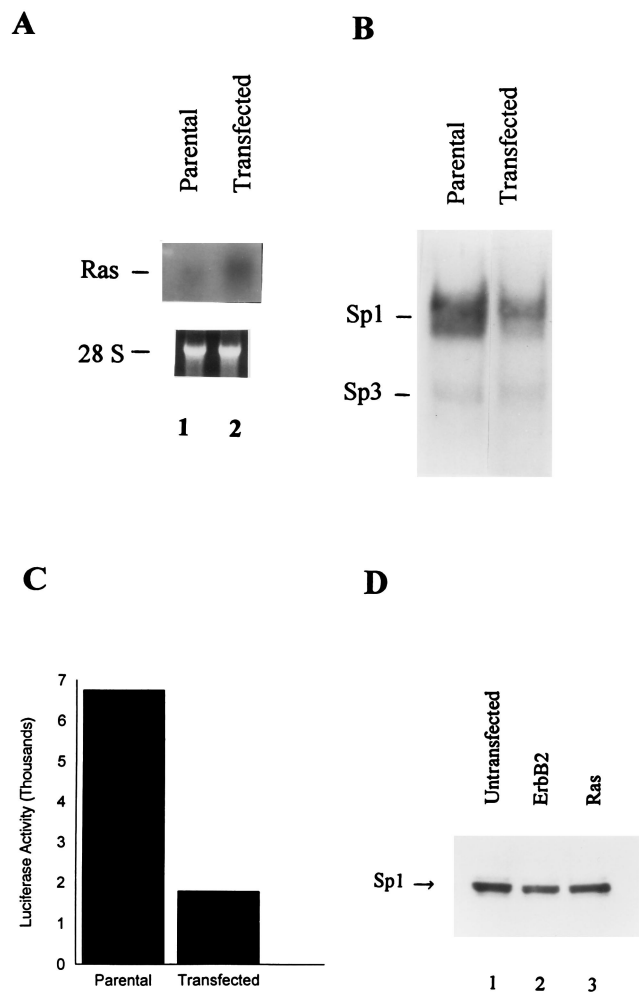 A
Parental
Transfected
Ras –
28 S –
1 2
B
Parental
Transfected
Sp1 –
Sp3 –
C
Luciferase Activity (Thousands)
7
6
5
4
3
2
1
0
Parental Transfected
D
Untransfected
ErbB2
Ras
Sp1 →
1 2 3